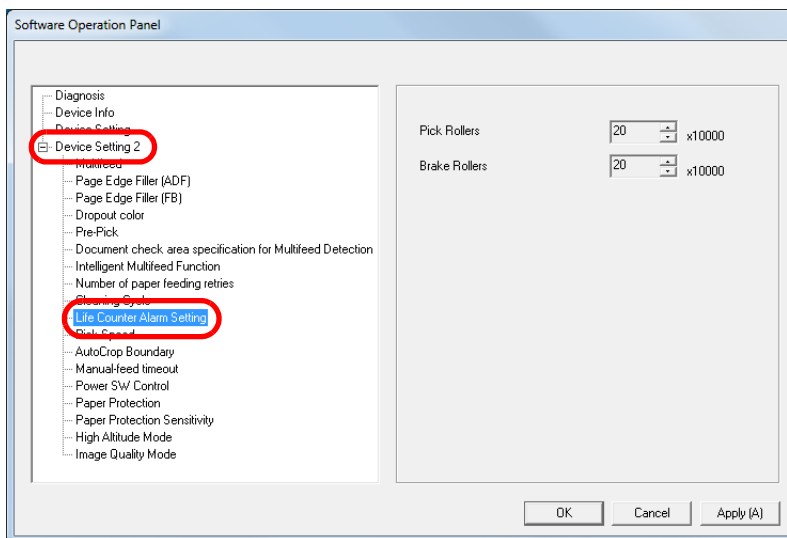 Software Operation Panel
Diagnosis
Device Info
Device Setting
Device Setting 2
Multifeed
Page Edge Filler (ADF)
Page Edge Filler (FB)
Dropout color
Pre-Pick
Document check area specification for Multifeed Detection
Intelligent Multifeed Function
Number of paper feeding retries
Cleaning Cycle
Life Counter Alarm Setting
Pick Speed
AutoCrop Boundary
Manual-feed timeout
Power SW Control
Paper Protection
Paper Protection Sensitivity
High Altitude Mode
Image Quality Mode
Pick Rollers 20 x10000
Brake Rollers 20 x10000
OK Cancel Apply (A)